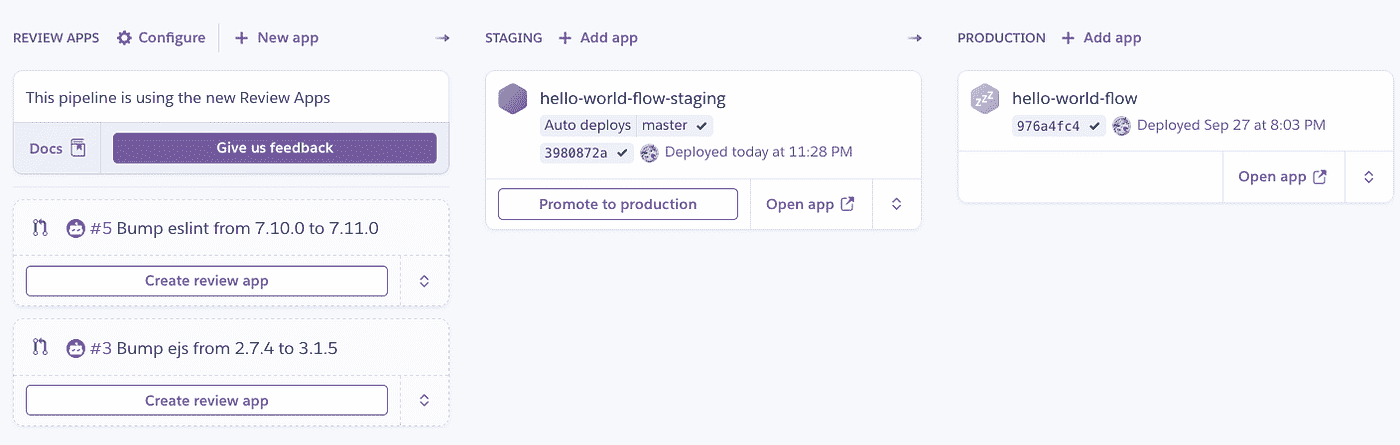 REVIEW APPS Configure + New app →
This pipeline is using the new Review Apps
Docs Give us feedback
#5 Bump eslint from 7.10.0 to 7.11.0
Create review app
#3 Bump ejs from 2.7.4 to 3.1.5
Create review app
STAGING + Add app →
hello-world-flow-staging
Auto deploys master ✓
3980872a ✓ Deployed today at 11:28 PM
Promote to production Open app
PRODUCTION + Add app
zzz hello-world-flow
976a4fc4 ✓ Deployed Sep 27 at 8:03 PM
Open app